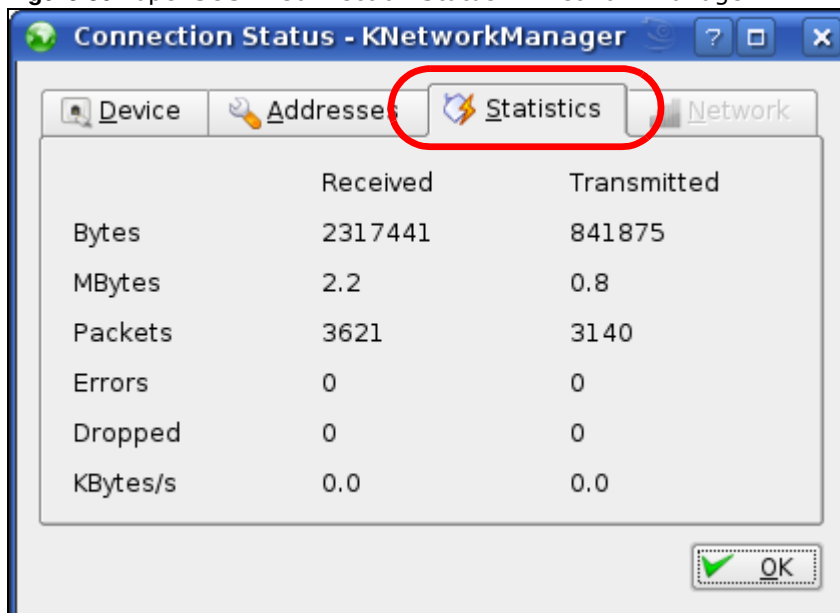 Connection Status - KNetworkManager
Device Addresses Statistics Network
Received Transmitted
Bytes 2317441 841875
MBytes 2.2 0.8
Packets 3621 3140
Errors 0 0
Dropped 0 0
KBytes/s 0.0 0.0
OK